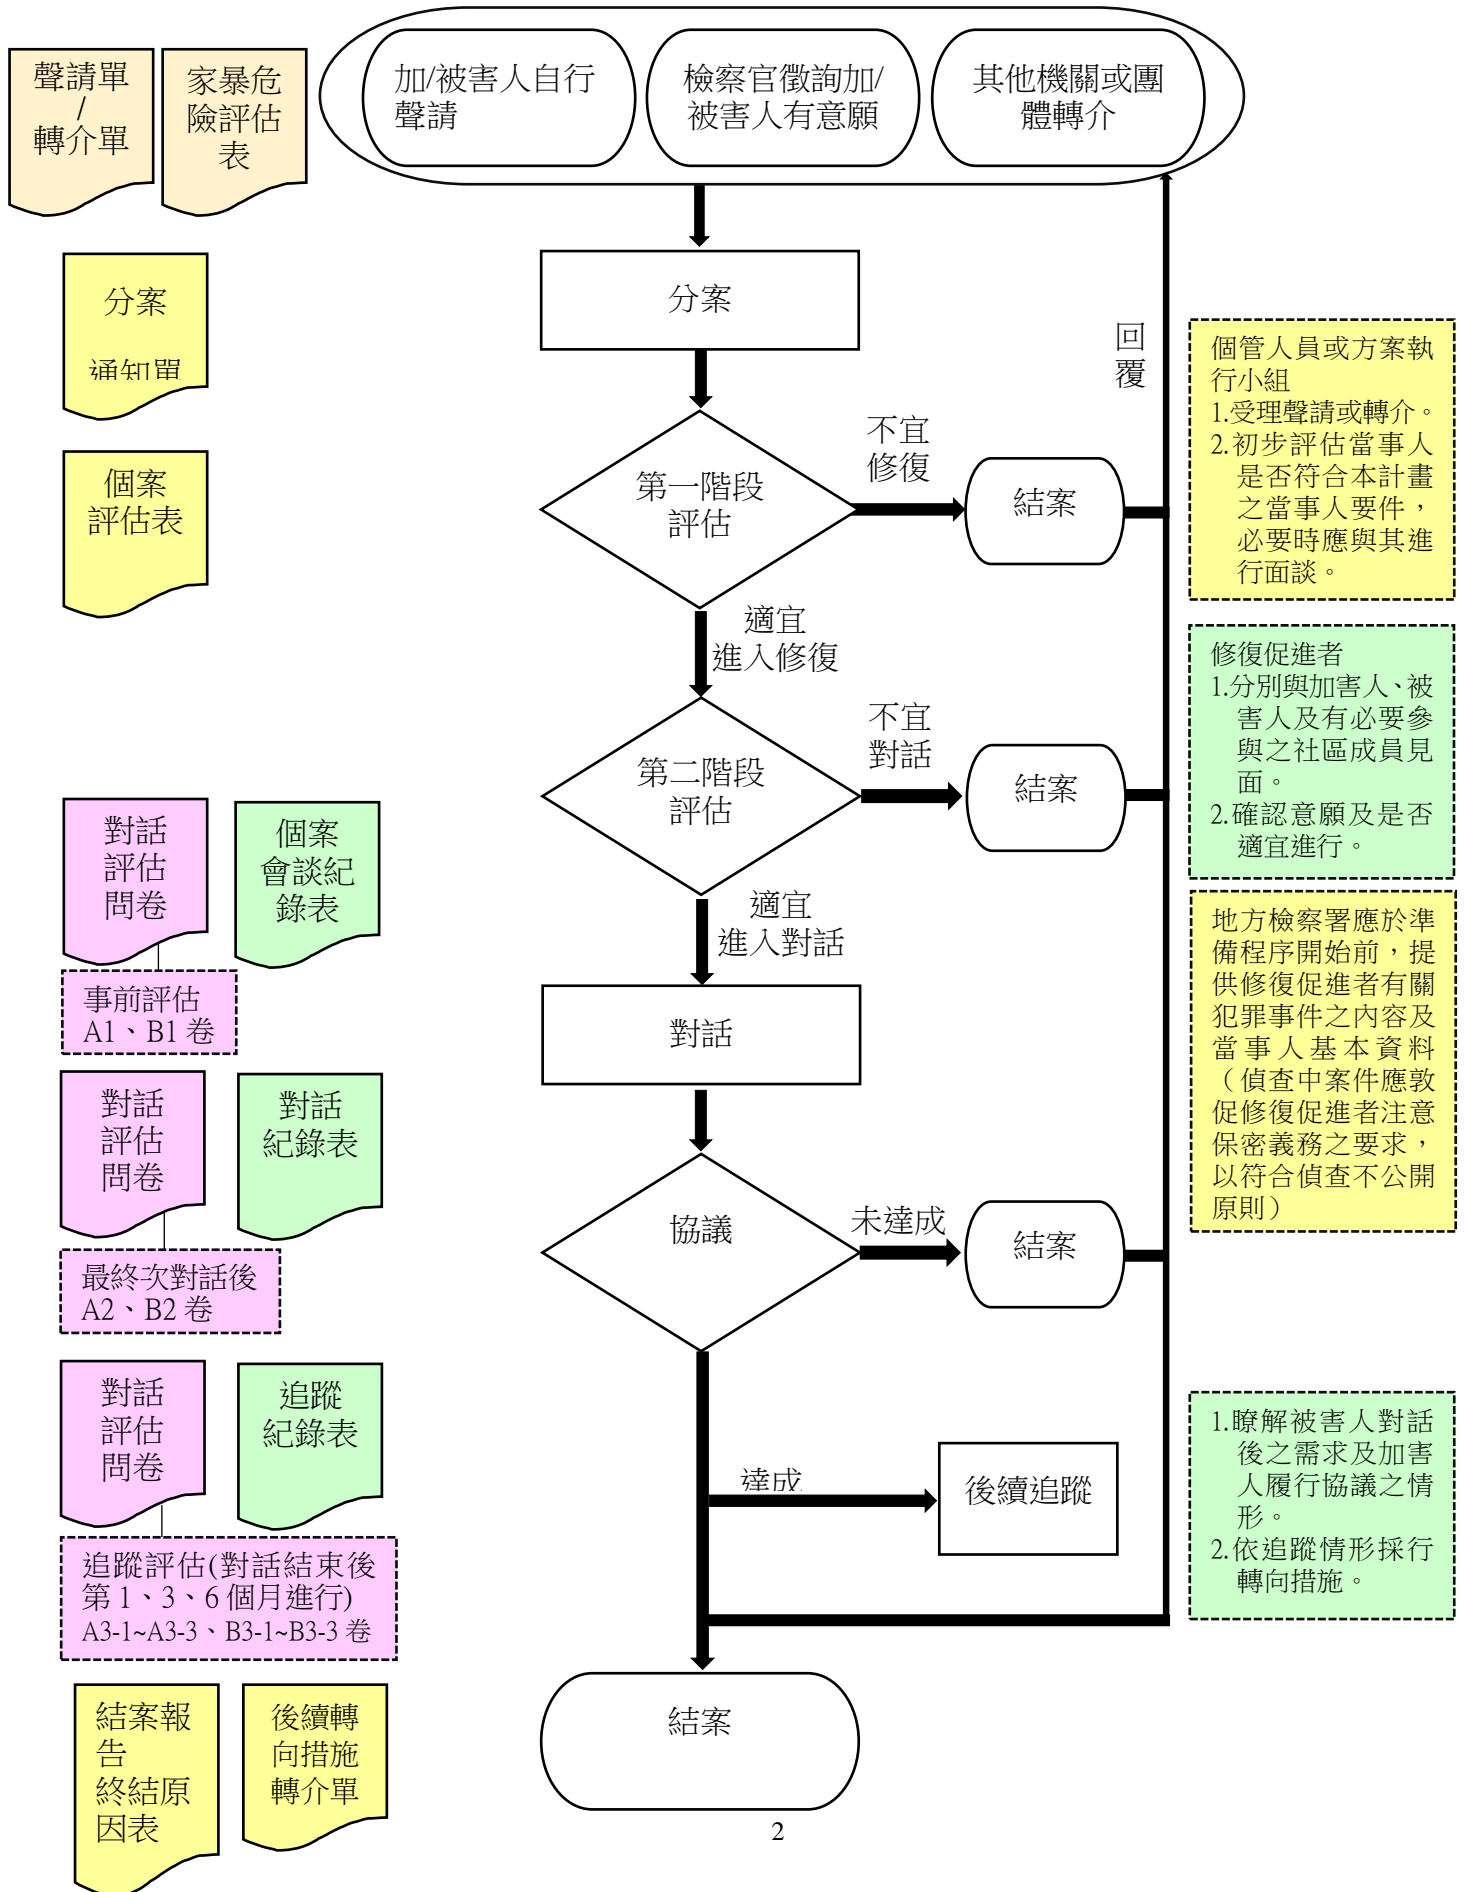 聲請單
/
轉介單
家暴危
險評估
表
加/被害人自行
聲請
檢察官徵詢加/
被害人有意願
其他機關或團
體轉介
分案
通知單
分案
回
覆
個管人員或方案執
行小組
1.受理聲請或轉介。
2.初步評估當事人
是否符合本計畫
之當事人要件，
必要時應與其進
行面談。
個案
評估表
第一階段
評估
不宜
修復
結案
適宜
進入修復
修復促進者
1.分別與加害人、被
害人及有必要參
與之社區成員見
面。
2.確認意願及是否
適宜進行。
第二階段
評估
不宜
對話
結案
對話
評估
問卷
個案
會談紀
錄表
適宜
進入對話
地方檢察署應於準
備程序開始前，提
供修復促進者有關
犯罪事件之內容及
當事人基本資料
（偵查中案件應敦
促修復促進者注意
保密義務之要求，
以符合偵查不公開
原則）
事前評估
A1、B1 卷
對話
對話
評估
問卷
對話
紀錄表
協議
未達成
結案
最終次對話後
A2、B2 卷
對話
評估
問卷
追蹤
紀錄表
達成
後續追蹤
1.瞭解被害人對話
後之需求及加害
人履行協議之情
形。
2.依追蹤情形採行
轉向措施。
追蹤評估(對話結束後
第 1、3、6 個月進行)
A3-1~A3-3、B3-1~B3-3 卷
結案報
告
終結原
因表
後續轉
向措施
轉介單
結案
2